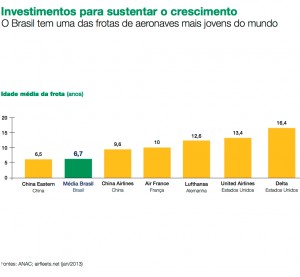 Investimentos para sustentar o crescimento
O Brasil tem uma das frotas de aeronaves mais jovens do mundo
Idade média da frota (anos)
20
15
10
5
0
6,5
6,7
9,6
10
12,6
13,4
16,4
China Eastern Média Brasil China Airlines Air France Lufthansa United Airlines Delta
China Brasil China França Alemanha Estados Unidos Estados Unidos
Fontes: ANAC; airfleets.net (jan/2013)